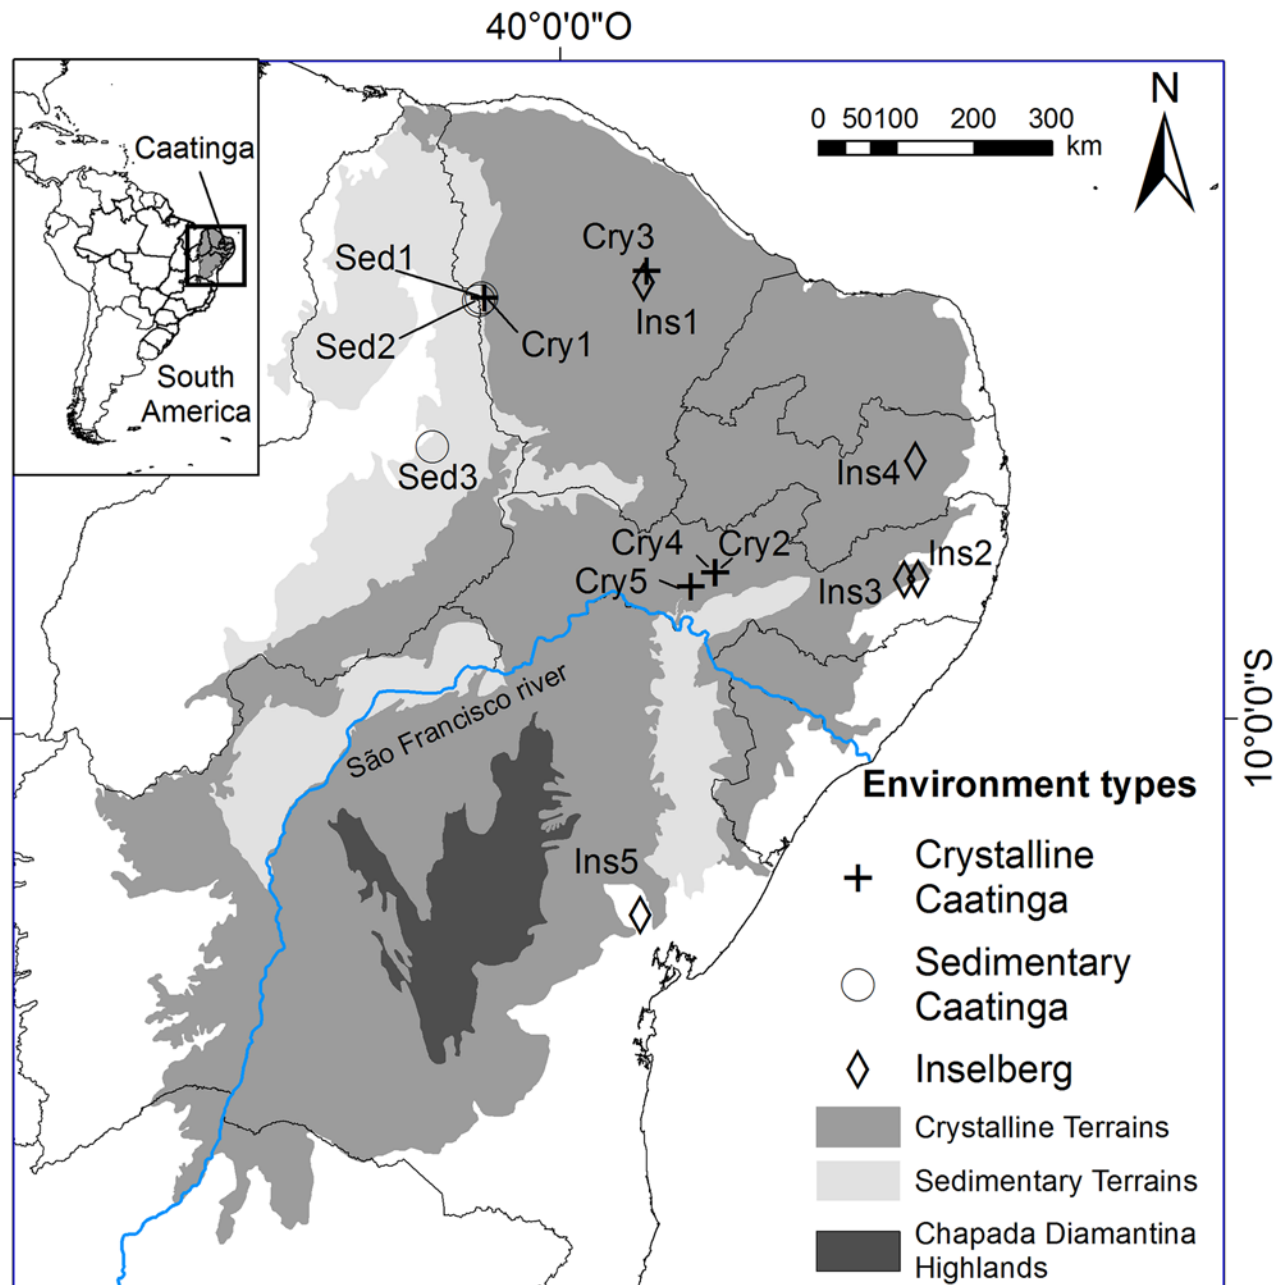 40°0'0"O
N
0 50 100 200 300
km
Caatinga
South
America
Cry3
Sed1
Ins1
Sed2
Cry1
Ins4
Sed3
Cry4
Cry2
Ins2
Cry5
Ins3
São Francisco river
10°0'0"S
Ins5
Environment types
Crystalline
Caatinga
Sedimentary
Caatinga
Inselberg
Crystalline Terrains
Sedimentary Terrains
Chapada Diamantina
Highlands